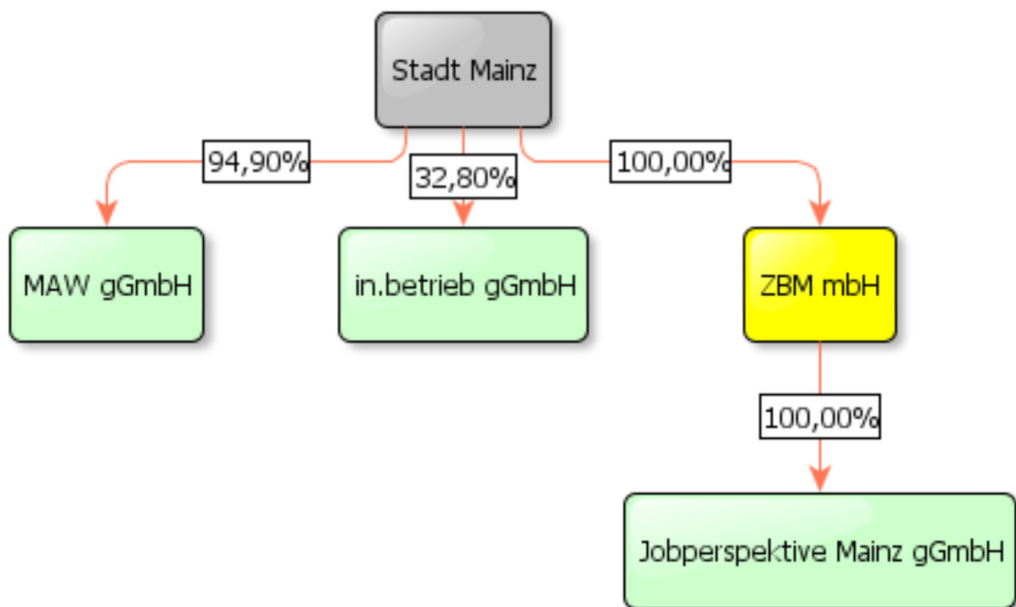 Stadt Mainz
94,90%
32,80%
100,00%
MAW gGmbH
in.betrieb gGmbH
ZBM mbH
100,00%
Jobperspektive Mainz gGmbH